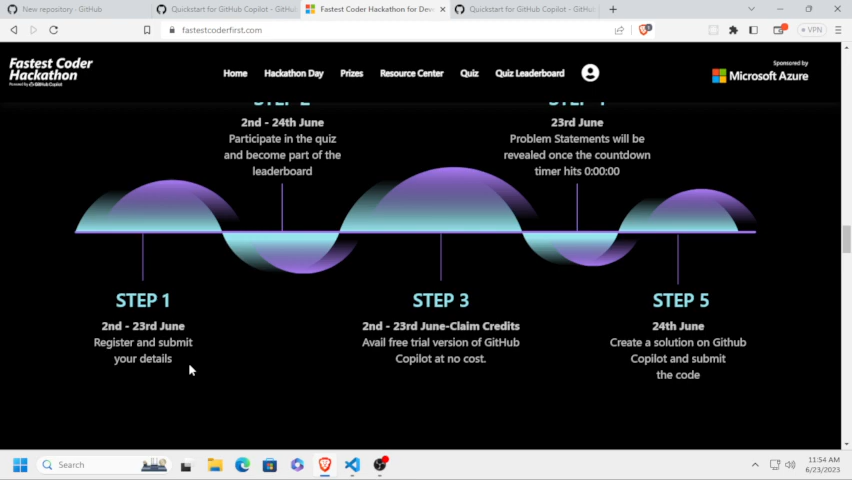 New repository · GitHub
Quickstart for GitHub Copilot - GitHu
Fastest Coder Hackathon for Dev
Quickstart for GitHub Copilot - GitHu
fastestcoderfirst.com
VPN
Fastest Coder
Hackathon
Powered by GitHub Copilot
Home
Hackathon Day
Prizes
Resource Center
Quiz
Quiz Leaderboard
Sponsored by
Microsoft Azure
2nd - 24th June
Participate in the quiz
and become part of the
leaderboard
23rd June
Problem Statements will be
revealed once the countdown
timer hits 0:00:00
STEP 1
2nd - 23rd June
Register and submit
your details
STEP 3
2nd - 23rd June-Claim Credits
Avail free trial version of GitHub
Copilot at no cost.
STEP 5
24th June
Create a solution on Github
Copilot and submit
the code
Search
11:54 AM
6/23/2023